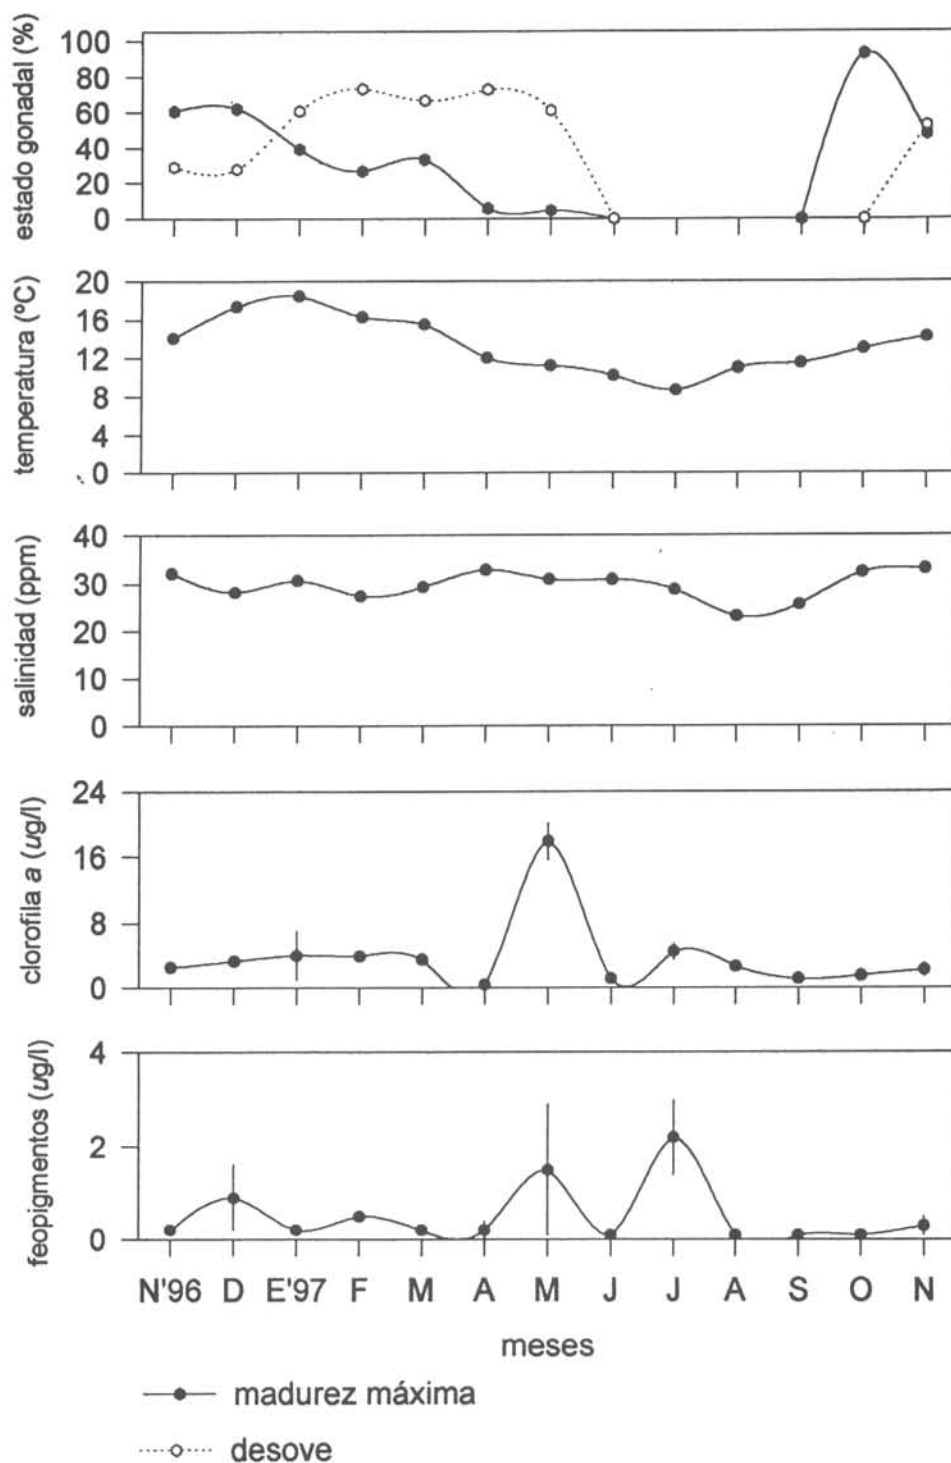 estado gonadal (%)
100
80
60
40
20
0
temperatura (ºC)
20
16
12
8
4
0
salinidad (ppm)
40
30
20
10
0
clorofila a (ug/l)
24
16
8
0
feopigmentos (ug/l)
4
2
0
N'96 D E'97 F M A M J J A S O N
meses
madurez máxima
desove